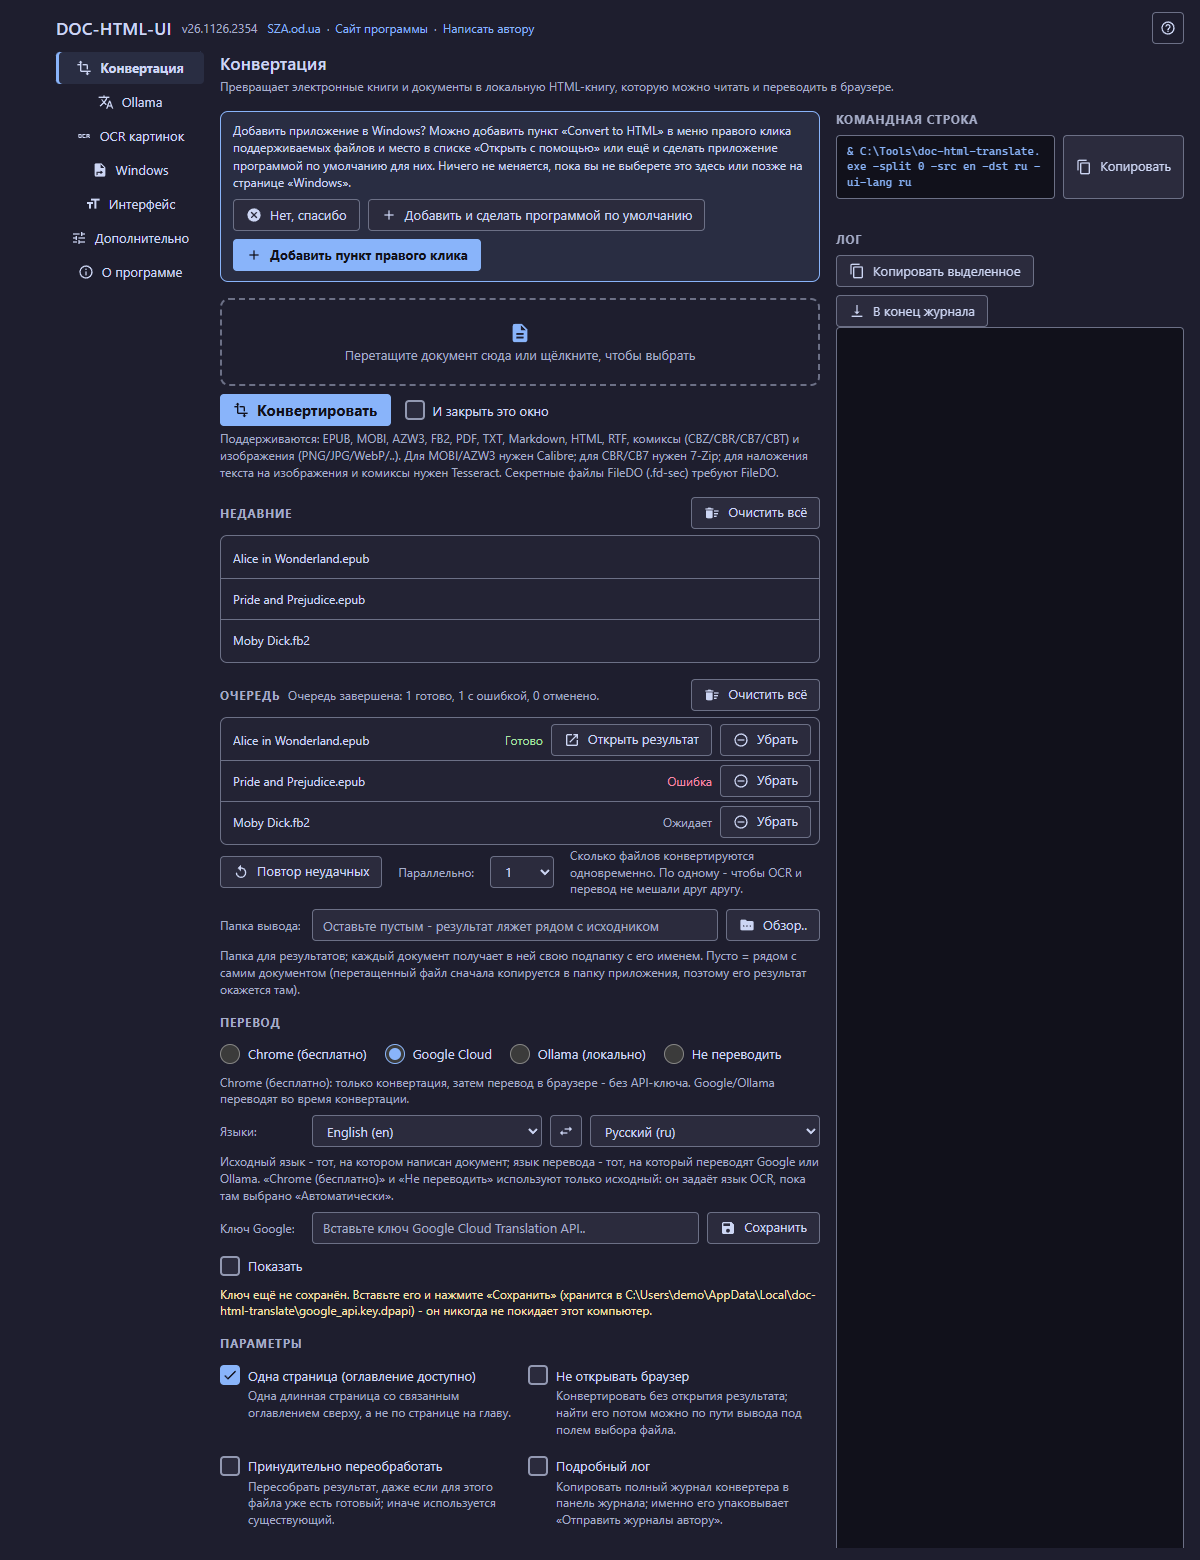 DOC-HTML-UI v26.1126.2354 SZA.od.ua · Сайт программы · Написать автору
Конвертация
Ollama
OCR картинок
Windows
Интерфейс
Дополнительно
О программе
Конвертация
Превращает электронные книги и документы в локальную HTML-книгу, которую можно читать и переводить в браузере.
Добавить приложение в Windows? Можно добавить пункт «Convert to HTML» в меню правого клика
поддерживаемых файлов и место в списке «Открыть с помощью» или ещё и сделать приложение
программой по умолчанию для них. Ничего не меняется, пока вы не выберете это здесь или позже на
странице «Windows».
Нет, спасибо
Добавить и сделать программой по умолчанию
Добавить пункт правого клика
Перетащите документ сюда или щёлкните, чтобы выбрать
Конвертировать
И закрыть это окно
Поддерживаются: EPUB, MOBI, AZW3, FB2, PDF, TXT, Markdown, HTML, RTF, комиксы (CBZ/CBR/CB7/CBT) и
изображения (PNG/JPG/WebP/..). Для MOBI/AZW3 нужен Calibre; для CBR/CB7 нужен 7-Zip; для наложения
текста на изображения и комиксы нужен Tesseract. Секретные файлы FileDO (.fd-sec) требуют FileDO.
НЕДАВНИЕ
Очистить всё
Alice in Wonderland.epub
Pride and Prejudice.epub
Moby Dick.fb2
ОЧЕРЕДЬ Очередь завершена: 1 готово, 1 с ошибкой, 0 отменено.
Очистить всё
Alice in Wonderland.epub Готово Открыть результат Убрать
Pride and Prejudice.epub Ошибка Убрать
Moby Dick.fb2 Ожидает Убрать
Повтор неудачных
Параллельно: 1
Сколько файлов конвертируются
одновременно. По одному - чтобы OCR и
перевод не мешали друг другу.
Папка вывода: Оставьте пустым - результат ляжет рядом с исходником Обзор..
Папка для результатов; каждый документ получает в ней свою подпапку с его именем. Пусто = рядом с
самим документом (перетащенный файл сначала копируется в папку приложения, поэтому его результат
окажется там).
ПЕРЕВОД
Chrome (бесплатно) Google Cloud Ollama (локально) Не переводить
Chrome (бесплатно): только конвертация, затем перевод в браузере - без API-ключа. Google/Ollama
переводят во время конвертации.
Языки: English (en) Русский (ru)
Исходный язык - тот, на котором написан документ; язык перевода - тот, на который переводят Google или
Ollama. «Chrome (бесплатно)» и «Не переводить» используют только исходный: он задаёт язык OCR, пока
там выбрано «Автоматически».
Ключ Google: Вставьте ключ Google Cloud Translation API.. Сохранить
Показать
Ключ ещё не сохранён. Вставьте его и нажмите «Сохранить» (хранится в C:\Users\demo\AppData\Local\doc-
html-translate\google_api.key.dpapi) - он никогда не покидает этот компьютер.
ПАРАМЕТРЫ
Одна страница (оглавление доступно)
Одна длинная страница со связанным
оглавлением сверху, а не по странице на главу.
Не открывать браузер
Конвертировать без открытия результата;
найти его потом можно по пути вывода под
полем выбора файла.
Принудительно переобработать
Пересобрать результат, даже если для этого
файла уже есть готовый; иначе используется
существующий.
Подробный лог
Копировать полный журнал конвертера в
панель журнала; именно его упаковывает
«Отправить журналы автору».
КОМАНДНАЯ СТРОКА
& C:\Tools\doc-html-translate.
exe -split 0 -src en -dst ru -
ui-lang ru
Копировать
ЛОГ
Копировать выделенное
В конец журнала